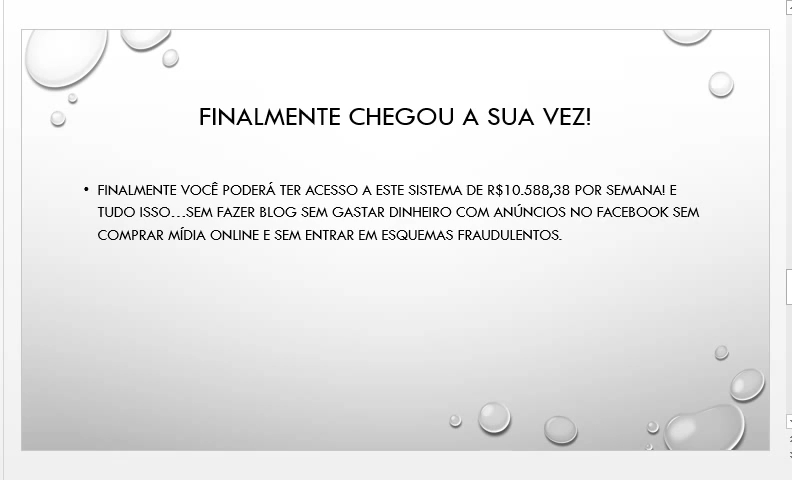 FINALMENTE CHEGOU A SUA VEZ!
• FINALMENTE VOCÊ PODERÁ TER ACESSO A ESTE SISTEMA DE R$10.588,38 POR SEMANA! E
TUDO ISSO...SEM FAZER BLOG SEM GASTAR DINHEIRO COM ANÚNCIOS NO FACEBOOK SEM
COMPRAR MÍDIA ONLINE E SEM ENTRAR EM ESQUEMAS FRAUDULENTOS.